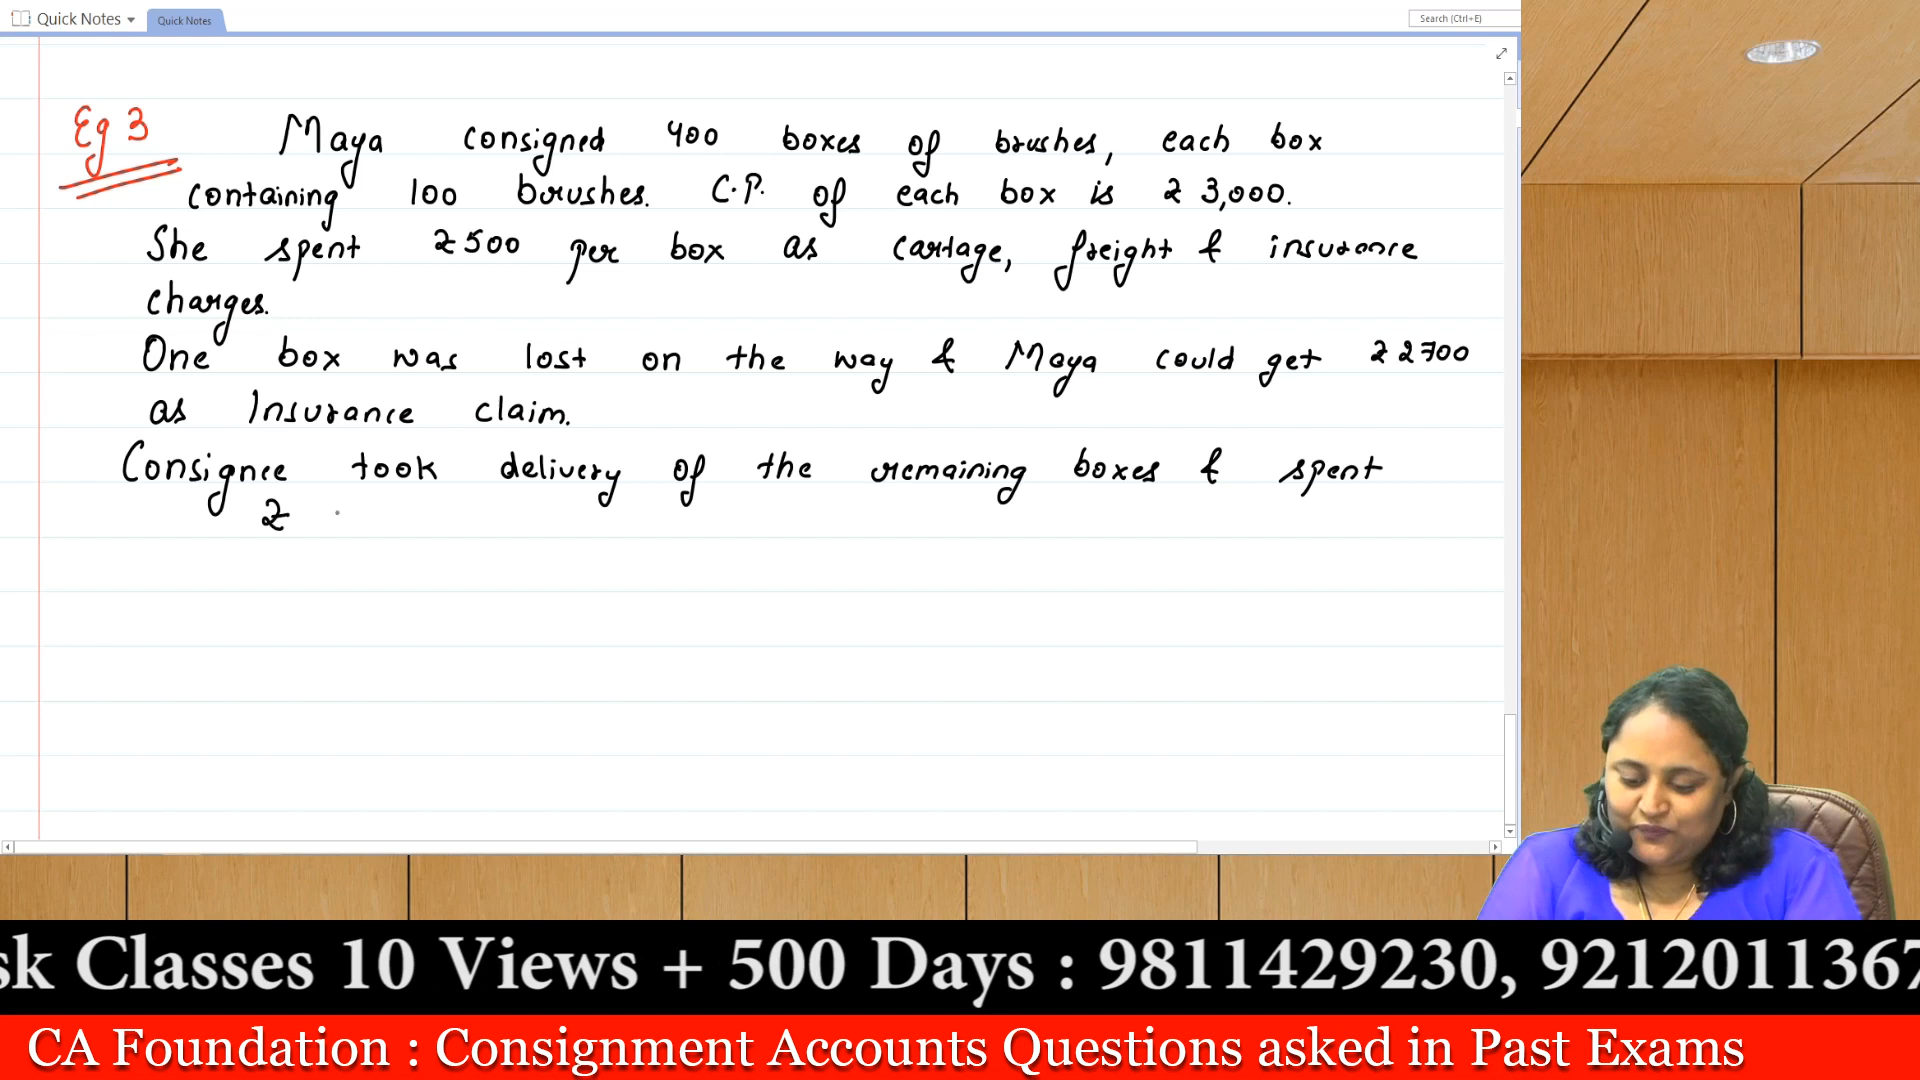 Quick Notes
Quick Notes
Search (Ctrl+E)
Eg 3
Maya consigned 400 boxes of brushes, each box
containing 100 brushes. C.P. of each box is ₹ 3,000.
She spent ₹ 500 per box as cartage, freight & insurance
charges.
One box was lost on the way & Maya could get ₹ 2700
as Insurance claim.
Consignee took delivery of the remaining boxes & spent
₹
sk Classes 10 Views + 500 Days : 9811429230, 9212011367
CA Foundation : Consignment Accounts Questions asked in Past Exams